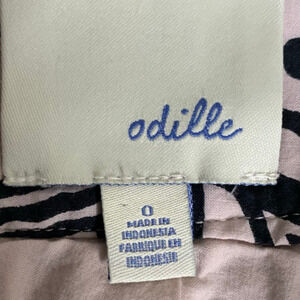 odille
0
MADE IN
INDONESIA
FABRIQUE EN
INDONESIE